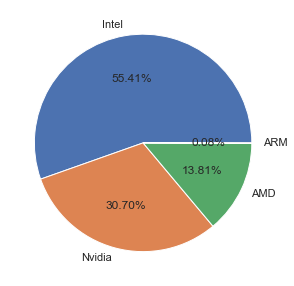 Intel
55.41%
0.08%
ARM
13.81%
AMD
30.70%
Nvidia